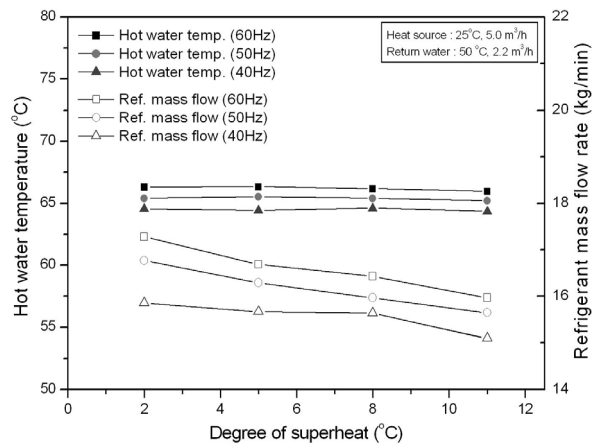 Hot water temp. (60Hz)
Hot water temp. (50Hz)
Hot water temp. (40Hz)
Ref. mass flow (60Hz)
Ref. mass flow (50Hz)
Ref. mass flow (40Hz)
Heat source : 25°C, 5.0 m³/h
Return water : 50 °C, 2.2 m³/h
Hot water temperature (°C)
80
75
70
65
60
55
50
Refrigerant mass flow rate (kg/min)
22
20
18
16
14
0 2 4 6 8 10 12
Degree of superheat (°C)